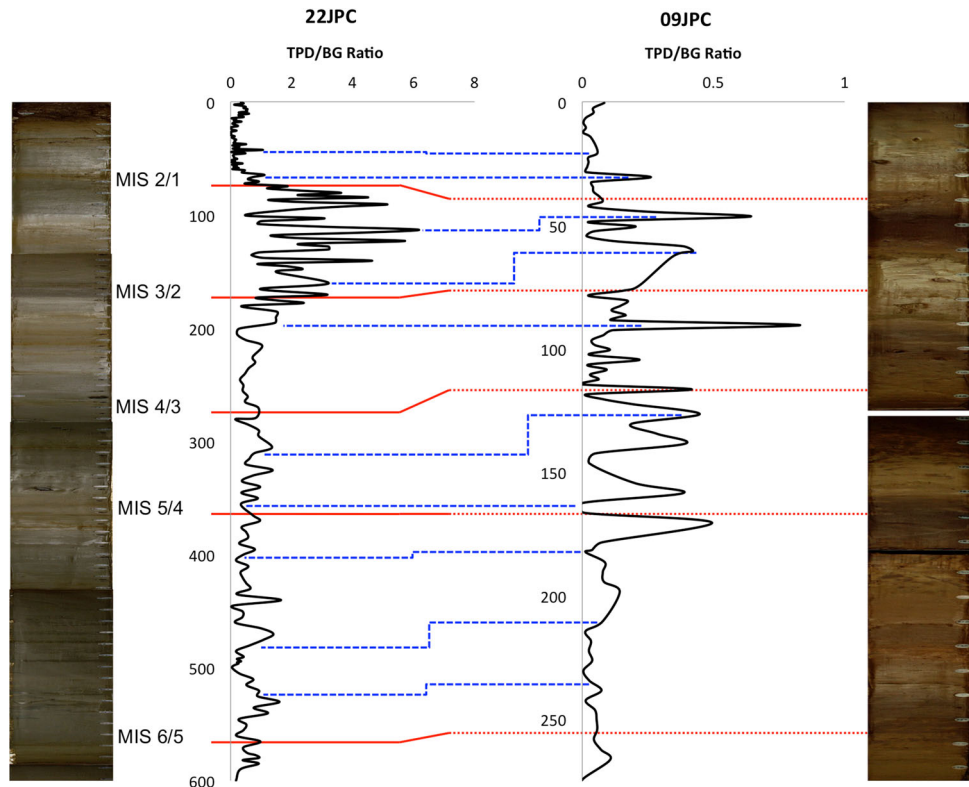 22JPC 09JPC
TPD/BG Ratio TPD/BG Ratio
0 2 4 6 8 0 0.5 1
0 0
MIS 2/1
100
50
MIS 3/2
200
100
MIS 4/3
300
150
MIS 5/4
400
200
500
250
MIS 6/5
600